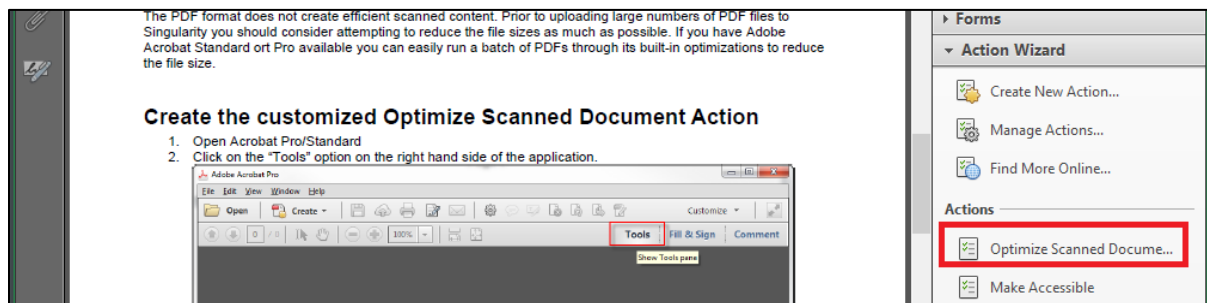 The PDF format does not create efficient scanned content. Prior to uploading large numbers of PDF files to
Singularity you should consider attempting to reduce the file sizes as much as possible. If you have Adobe
Acrobat Standard ort Pro available you can easily run a batch of PDFs through its built-in optimizations to reduce
the file size.
Create the customized Optimize Scanned Document Action
1. Open Acrobat Pro/Standard
2. Click on the “Tools” option on the right hand side of the application.
Adobe Acrobat Pro
File Edit View Window Help
Open Create Customize
0 / 0 100% Tools Fill & Sign Comment
Show Tools pane
Forms
Action Wizard
Create New Action...
Manage Actions...
Find More Online...
Actions
Optimize Scanned Docume...
Make Accessible